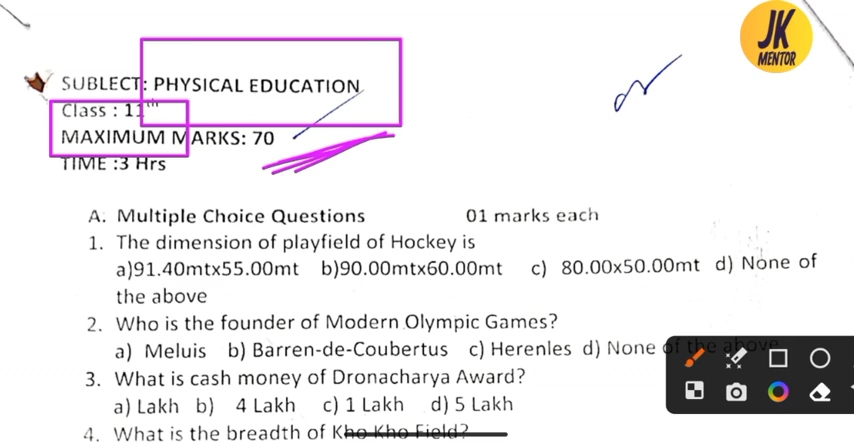 JK
MENTOR
SUBLECT: PHYSICAL EDUCATION
Class : 11th
MAXIMUM MARKS: 70
TIME :3 Hrs
A. Multiple Choice Questions 01 marks each
1. The dimension of playfield of Hockey is
a)91.40mtx55.00mt b)90.00mtx60.00mt c) 80.00x50.00mt d) None of
the above
2. Who is the founder of Modern Olympic Games?
a) Meluis b) Barren-de-Coubertus c) Herenles d) None of the above
3. What is cash money of Dronacharya Award?
a) Lakh b) 4 Lakh c) 1 Lakh d) 5 Lakh
4. What is the breadth of Kho Kho Field?